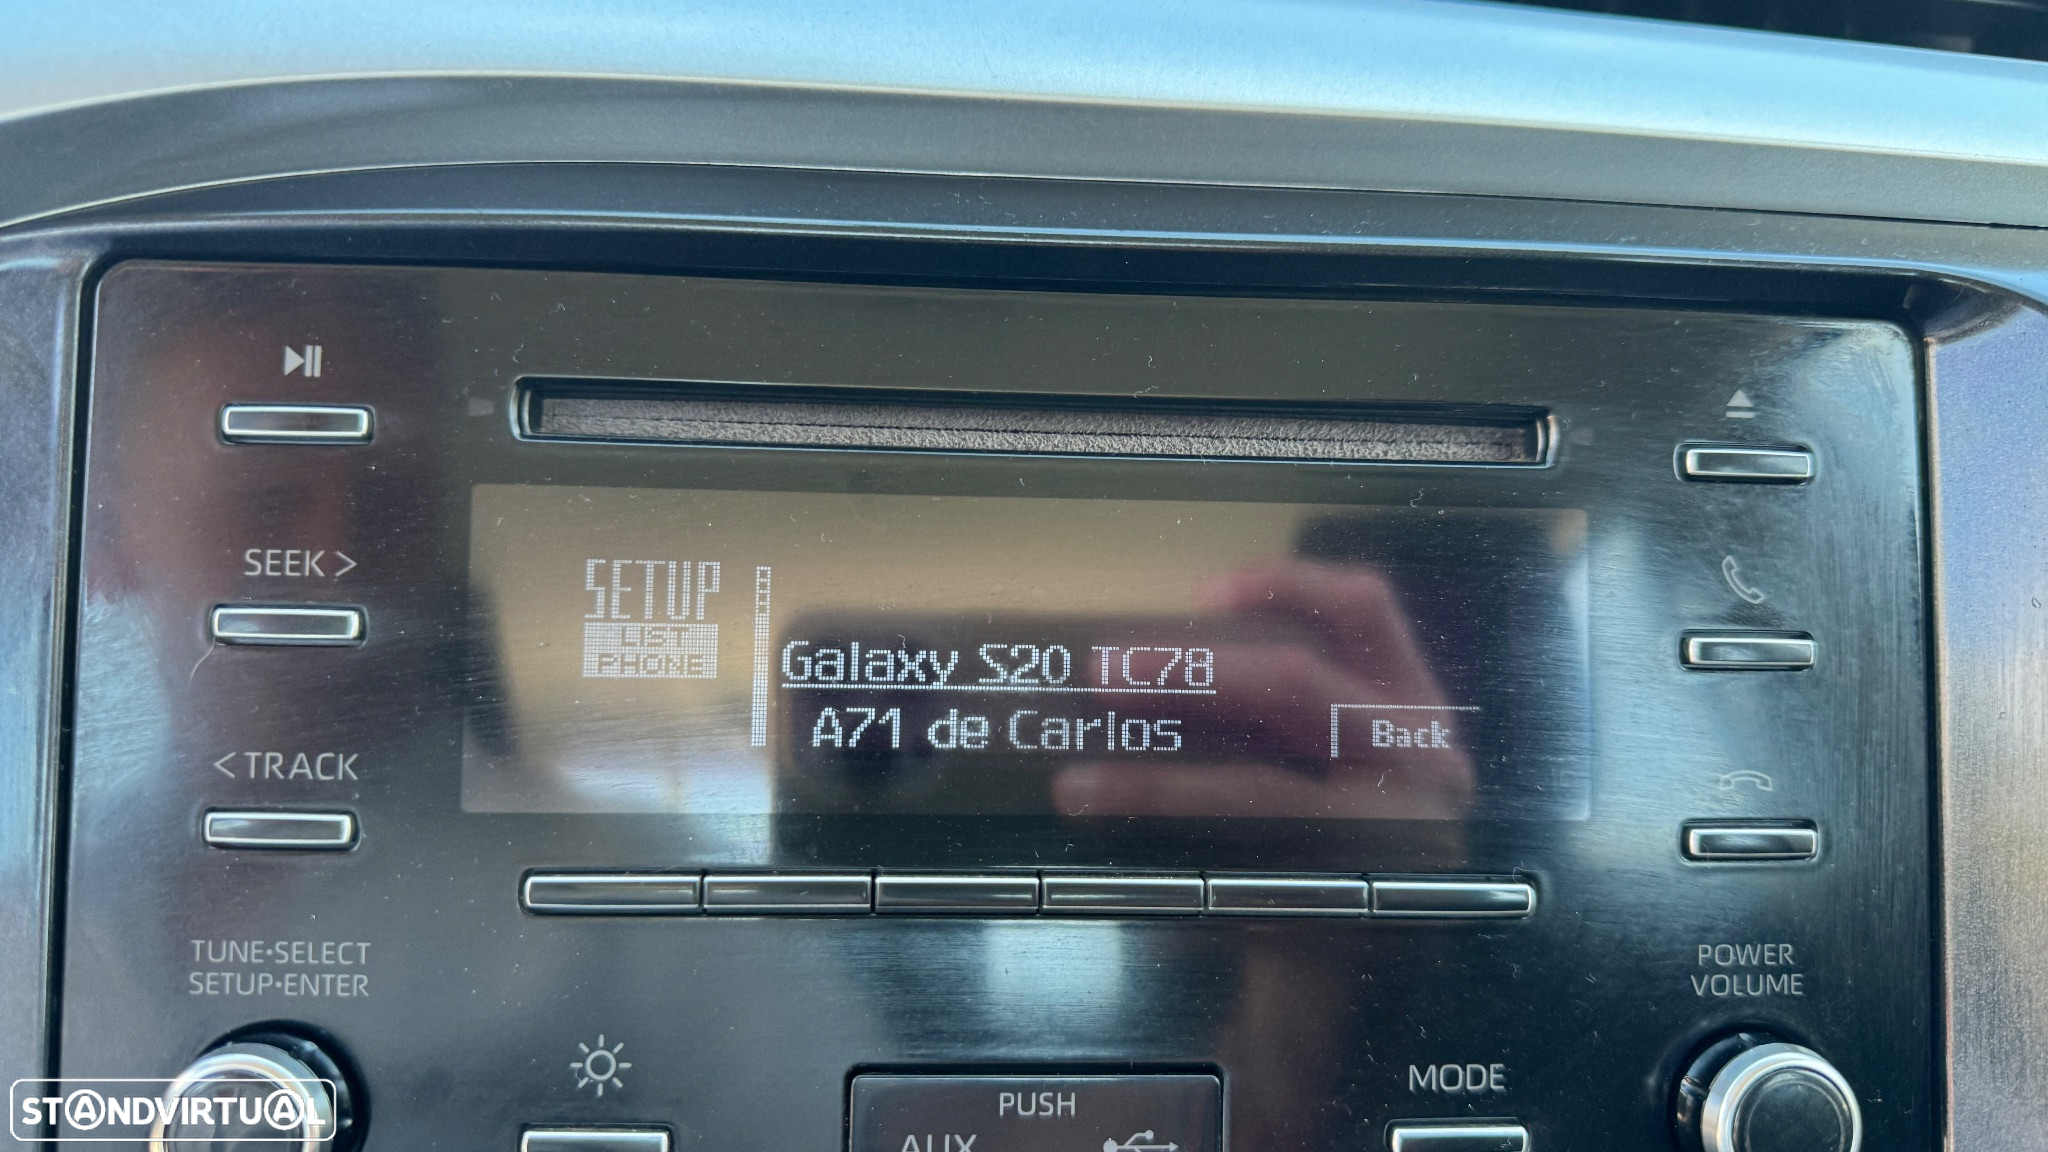 SEEK >
SETUP
LIST
PHONE
Galaxy S20 TC78
A71 de Carlos
Back
< TRACK
TUNE•SELECT
SETUP•ENTER
POWER
VOLUME
MODE
PUSH
AUX
STANDVIRTUAL